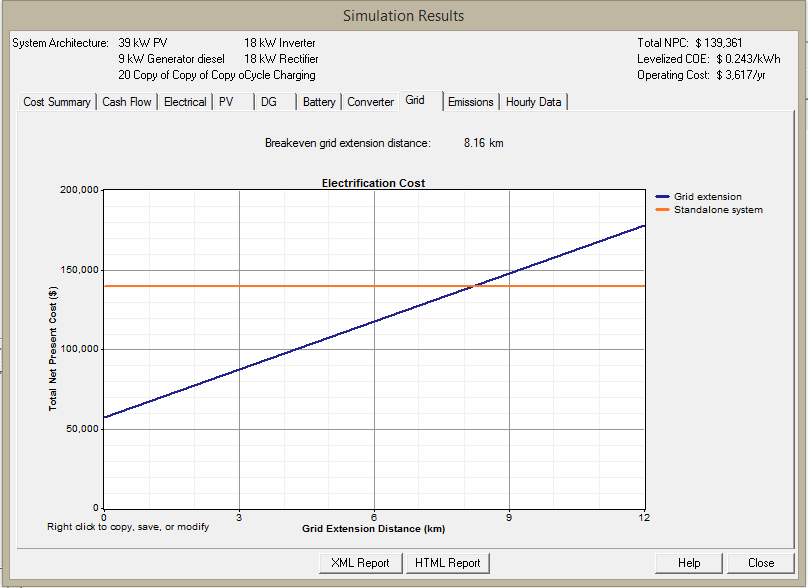 Simulation Results
System Architecture: 39 kW PV 18 kW Inverter Total NPC: $ 139,361
9 kW Generator diesel 18 kW Rectifier Levelized COE: $ 0.243/kWh
20 Copy of Copy of Copy oCycle Charging Operating Cost: $ 3,617/yr
Cost Summary Cash Flow Electrical PV DG Battery Converter Grid Emissions Hourly Data
Breakeven grid extension distance: 8.16 km
Electrification Cost
200,000
150,000
100,000
50,000
0
Total Net Present Cost ($)
0 3 6 9 12
Grid Extension Distance (km)
Grid extension
Standalone system
Right click to copy, save, or modify
XML Report HTML Report Help Close